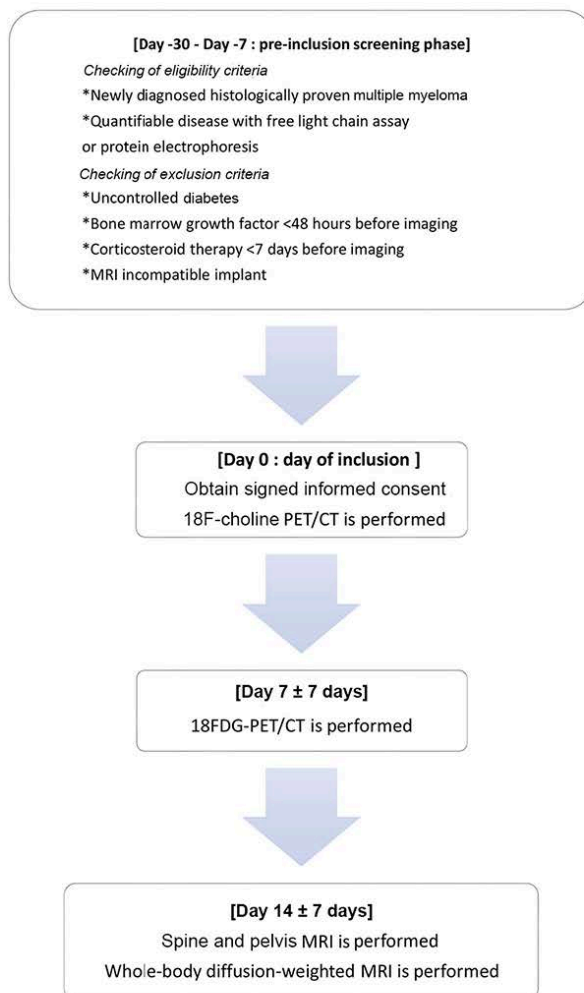 [Day -30 - Day -7 : pre-inclusion screening phase]
Checking of eligibility criteria
*Newly diagnosed histologically proven multiple myeloma
*Quantifiable disease with free light chain assay
or protein electrophoresis
Checking of exclusion criteria
*Uncontrolled diabetes
*Bone marrow growth factor <48 hours before imaging
*Corticosteroid therapy <7 days before imaging
*MRI incompatible implant
[Day 0 : day of inclusion ]
Obtain signed informed consent
18F-choline PET/CT is performed
[Day 7 ± 7 days]
18FDG-PET/CT is performed
[Day 14 ± 7 days]
Spine and pelvis MRI is performed
Whole-body diffusion-weighted MRI is performed